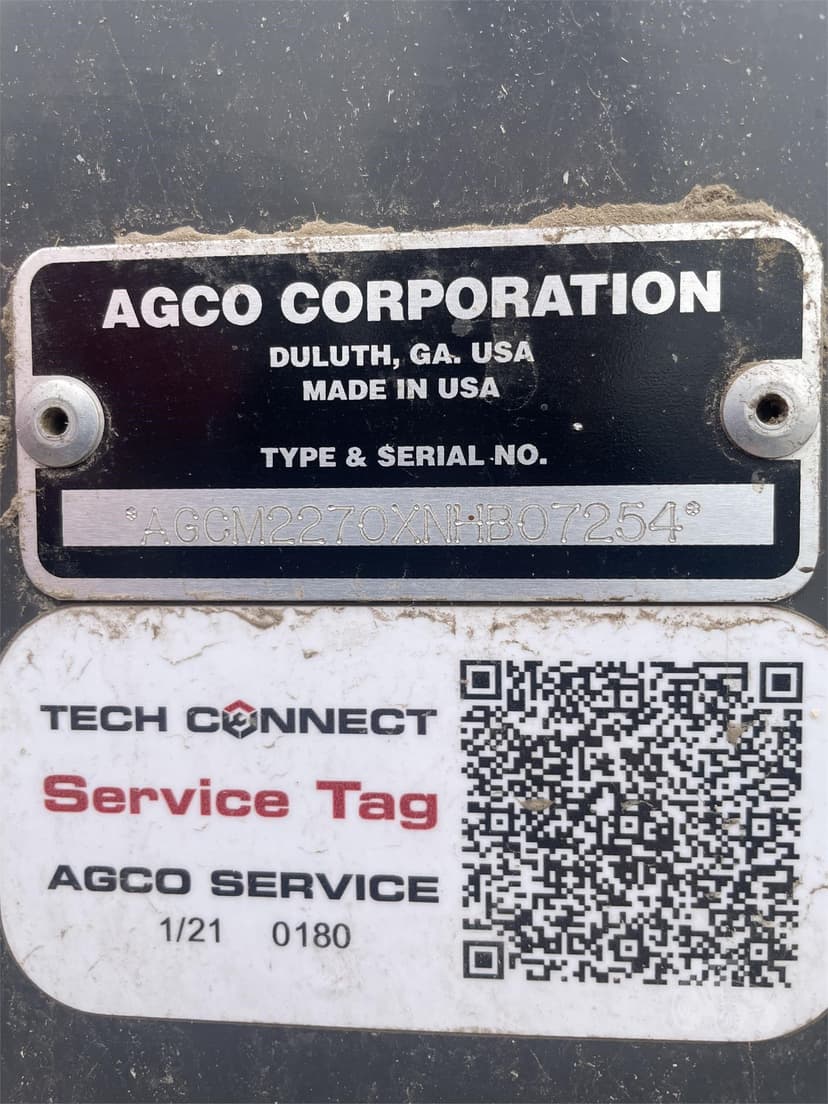 AGCO CORPORATION
DULUTH, GA. USA
MADE IN USA
TYPE & SERIAL NO.
*AGCM2270XNHB07254*
TECH CONNECT
Service Tag
AGCO SERVICE
1/21 0180